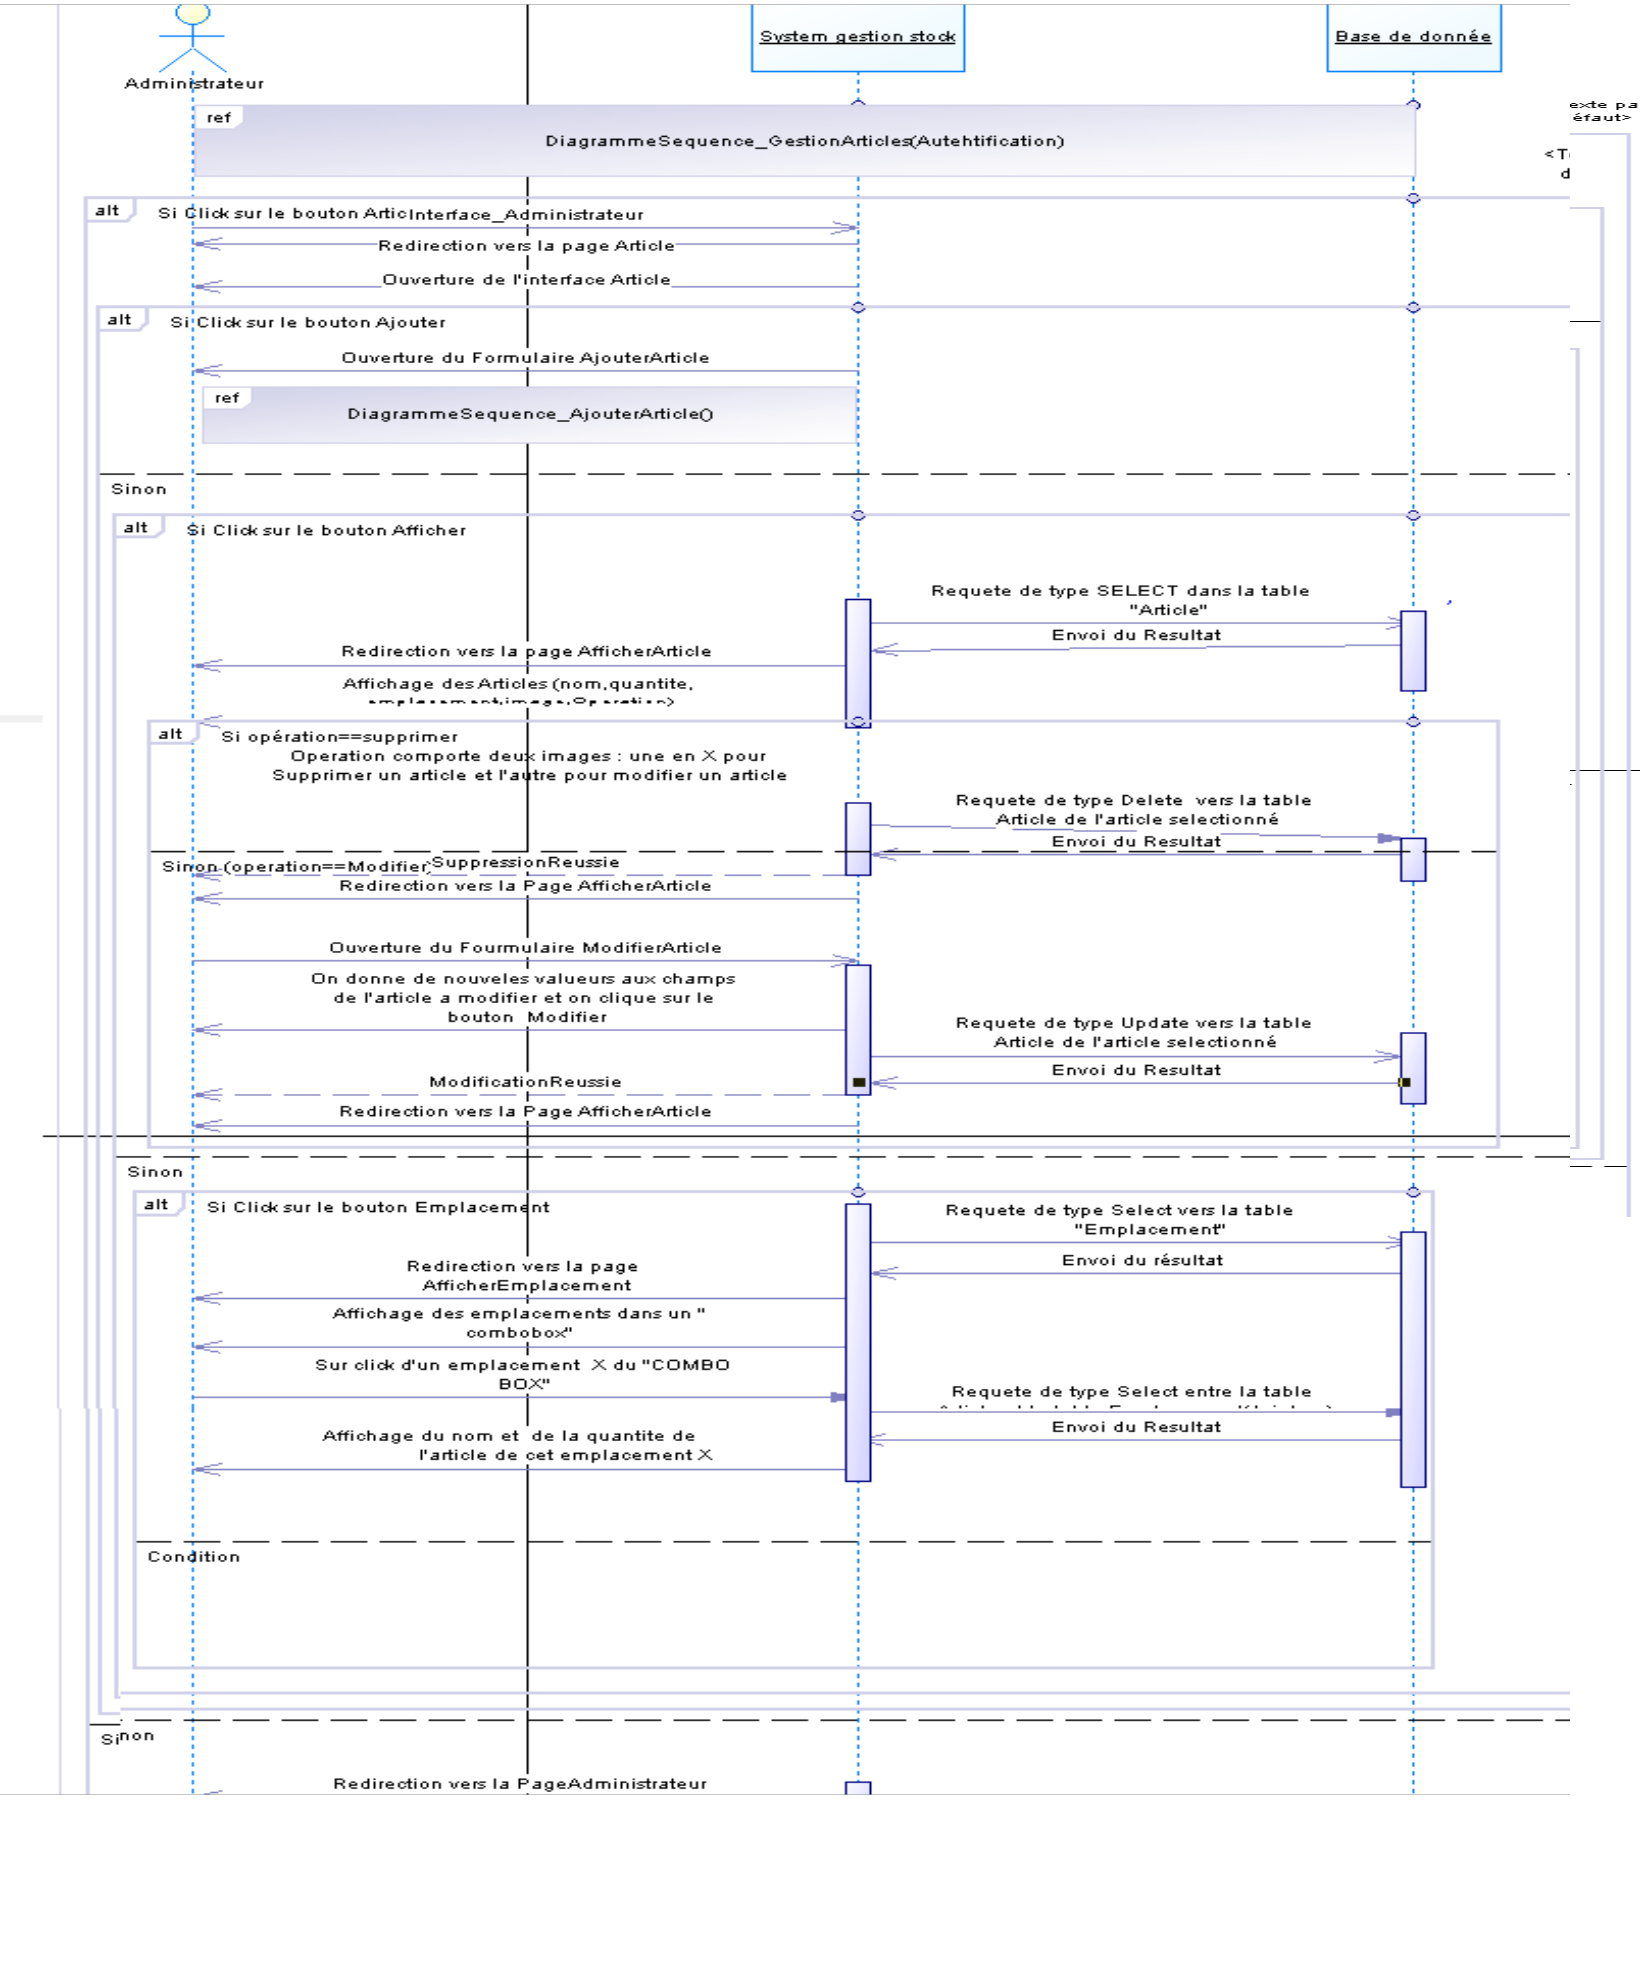 System gestion stock
Base de donnée
Administrateur
exte pa
éfaut>
ref
DiagrammeSequence_GestionArticles(Autehtification)
<T
d
alt
Si Click sur le bouton Artic
Interface_Administrateur
Redirection vers la page Article
Ouverture de l'interface Article
alt
Si Click sur le bouton Ajouter
Ouverture du Formulaire AjouterArticle
ref
DiagrammeSequence_AjouterArticle()
Sinon
alt
Si Click sur le bouton Afficher
Requete de type SELECT dans la table
"Article"
Envoi du Resultat
Redirection vers la page AfficherArticle
Affichage des Articles (nom,quantite,
emplacement,image,Operation)
alt
Si opération==supprimer
Operation comporte deux images : une en X pour
Supprimer un article et l'autre pour modifier un article
Requete de type Delete vers la table
Article de l'article selectionné
Envoi du Resultat
Sinon (operation==Modifier)
SuppressionReussie
Redirection vers la Page AfficherArticle
Ouverture du Fourmulaire ModifierArticle
On donne de nouveles valueurs aux champs
de l'article a modifier et on clique sur le
bouton Modifier
Requete de type Update vers la table
Article de l'article selectionné
Envoi du Resultat
ModificationReussie
Redirection vers la Page AfficherArticle
Sinon
alt
Si Click sur le bouton Emplacement
Requete de type Select vers la table
"Emplacement"
Envoi du résultat
Redirection vers la page
AfficherEmplacement
Affichage des emplacements dans un "
combobox"
Sur click d'un emplacement X du "COMBO
BOX"
Requete de type Select entre la table
Envoi du Resultat
Affichage du nom et de la quantite de
l'article de cet emplacement X
Condition
Sinon
Redirection vers la PageAdministrateur